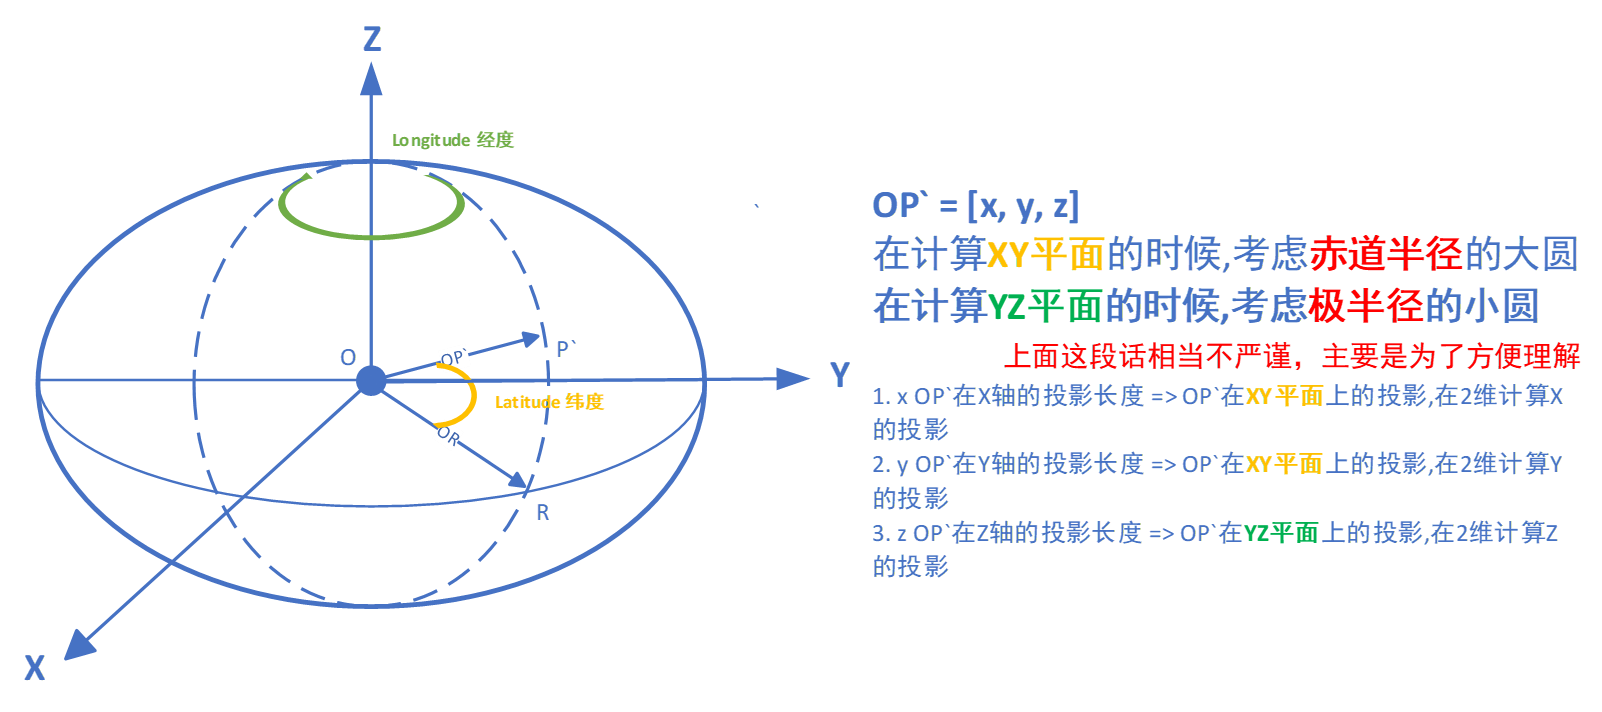 Z
Longitude 经度
O
OP`
P`
Y
Latitude 纬度
OR
R
X
`
OP` = [x, y, z]
在计算XY平面的时候,考虑赤道半径的大圆
在计算YZ平面的时候,考虑极半径的小圆
上面这段话相当不严谨，主要是为了方便理解
1. x OP`在X轴的投影长度 => OP`在XY平面上的投影,在2维计算X
的投影
2. y OP`在Y轴的投影长度 => OP`在XY平面上的投影,在2维计算Y
的投影
3. z OP`在Z轴的投影长度 => OP`在YZ平面上的投影,在2维计算Z
的投影